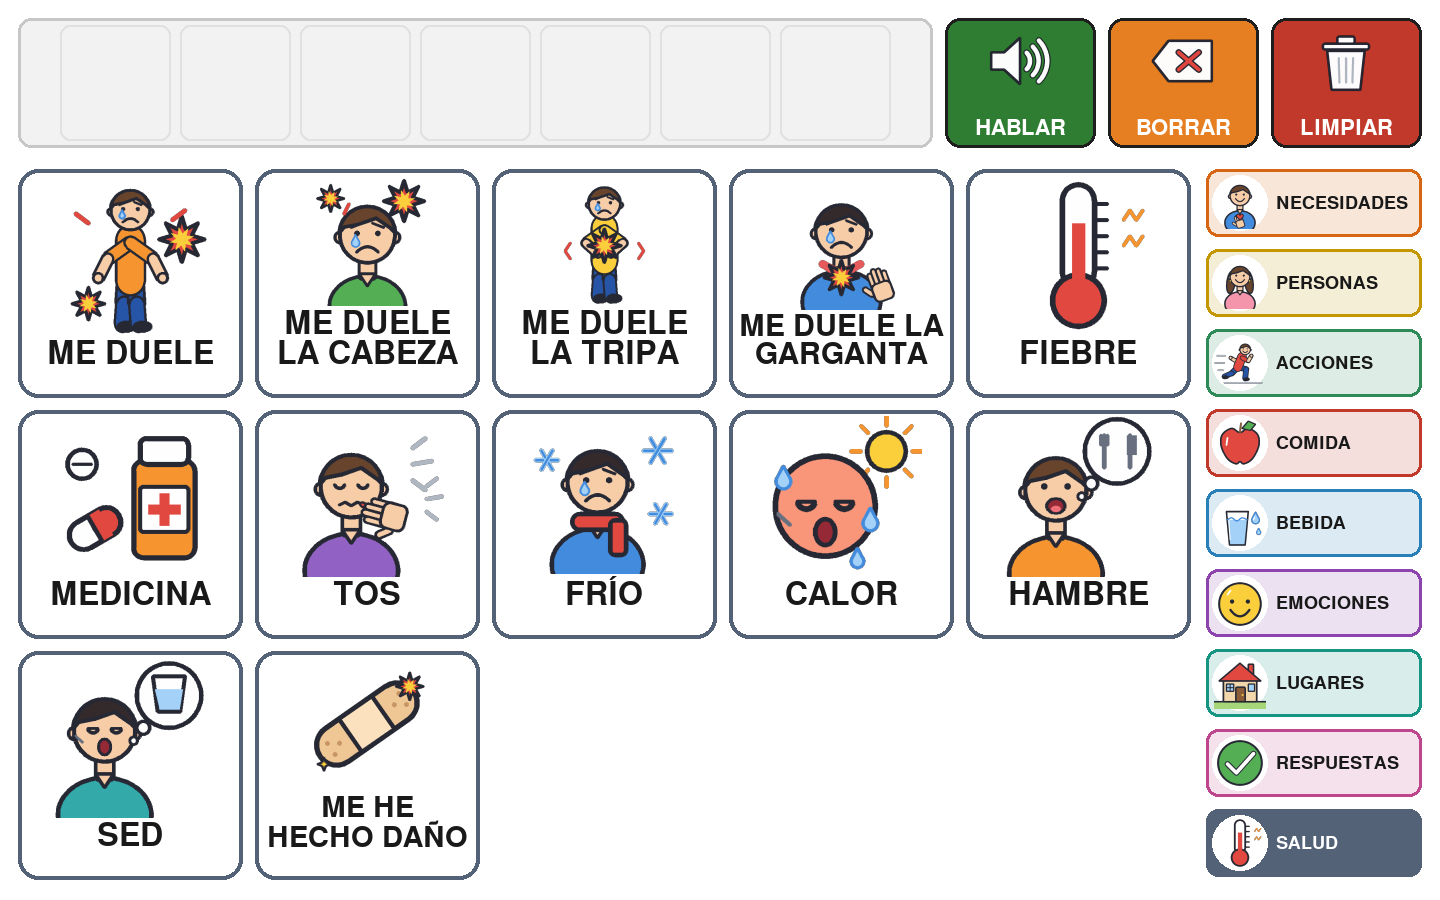 HABLAR
BORRAR
LIMPIAR
ME DUELE
ME DUELE
LA CABEZA
ME DUELE
LA TRIPA
ME DUELE LA
GARGANTA
FIEBRE
MEDICINA
TOS
FRÍO
CALOR
HAMBRE
SED
ME HE
HECHO DAÑO
NECESIDADES
PERSONAS
ACCIONES
COMIDA
BEBIDA
EMOCIONES
LUGARES
RESPUESTAS
SALUD